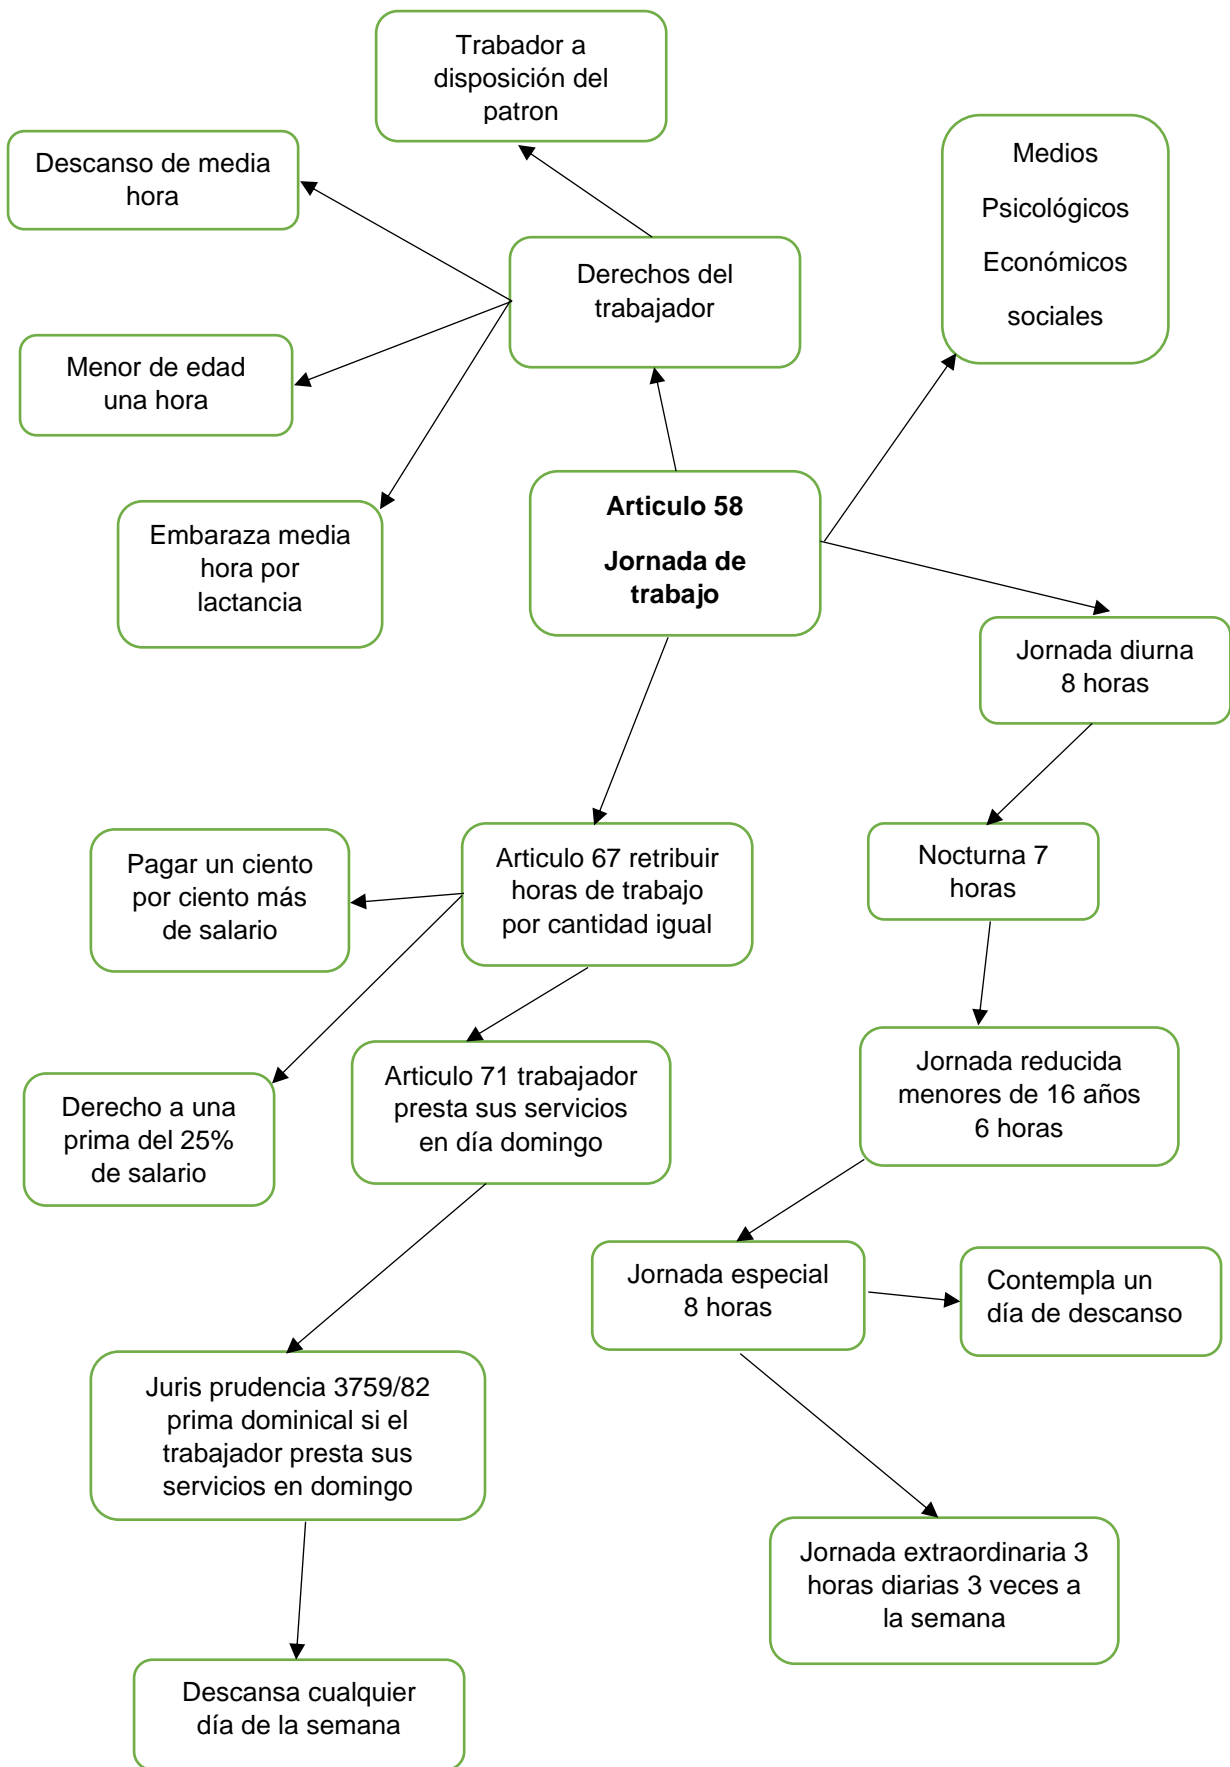 Trabador a
disposición del
patron
Descanso de media
hora
Medios
Psicológicos
Económicos
sociales
Derechos del
trabajador
Menor de edad
una hora
Embaraza media
hora por
lactancia
Articulo 58
Jornada de
trabajo
Jornada diurna
8 horas
Pagar un ciento
por ciento más
de salario
Articulo 67 retribuir
horas de trabajo
por cantidad igual
Nocturna 7
horas
Derecho a una
prima del 25%
de salario
Articulo 71 trabajador
presta sus servicios
en día domingo
Jornada reducida
menores de 16 años
6 horas
Jornada especial
8 horas
Contempla un
día de descanso
Juris prudencia 3759/82
prima dominical si el
trabajador presta sus
servicios en domingo
Jornada extraordinaria 3
horas diarias 3 veces a
la semana
Descansa cualquier
día de la semana